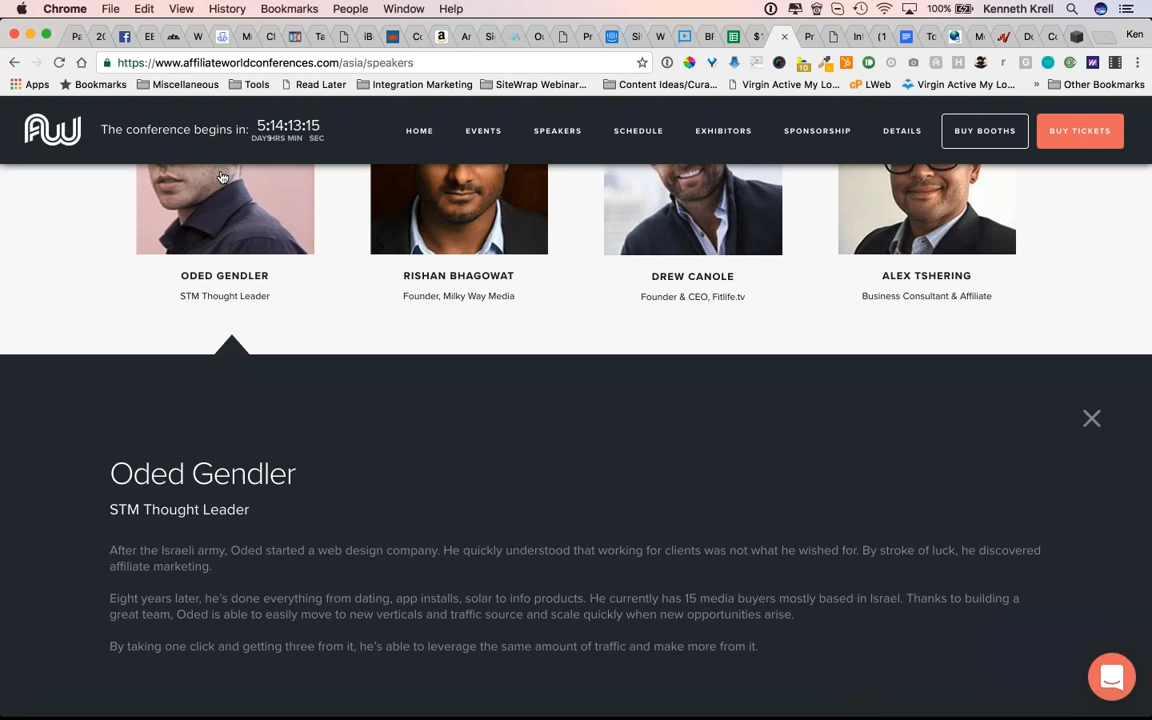 Chrome File Edit View History Bookmarks People Window Help 100% Kenneth Krell
Ken
https://www.affiliateworldconferences.com/asia/speakers
Apps Bookmarks Miscellaneous Tools Read Later Integration Marketing SiteWrap Webinar... Content Ideas/Cura... Virgin Active My Lo... LWeb Virgin Active My Lo... » Other Bookmarks
The conference begins in: 5:14:13:15
DAYS HRS MIN SEC
HOME EVENTS SPEAKERS SCHEDULE EXHIBITORS SPONSORSHIP DETAILS BUY BOOTHS BUY TICKETS
ODED GENDLER RISHAN BHAGOWAT DREW CANOLE ALEX TSHERING
STM Thought Leader Founder, Milky Way Media Founder & CEO, Fitlife.tv Business Consultant & Affiliate
Oded Gendler
STM Thought Leader
After the Israeli army, Oded started a web design company. He quickly understood that working for clients was not what he wished for. By stroke of luck, he discovered
affiliate marketing.
Eight years later, he's done everything from dating, app installs, solar to info products. He currently has 15 media buyers mostly based in Israel. Thanks to building a
great team, Oded is able to easily move to new verticals and traffic source and scale quickly when new opportunities arise.
By taking one click and getting three from it, he's able to leverage the same amount of traffic and make more from it.